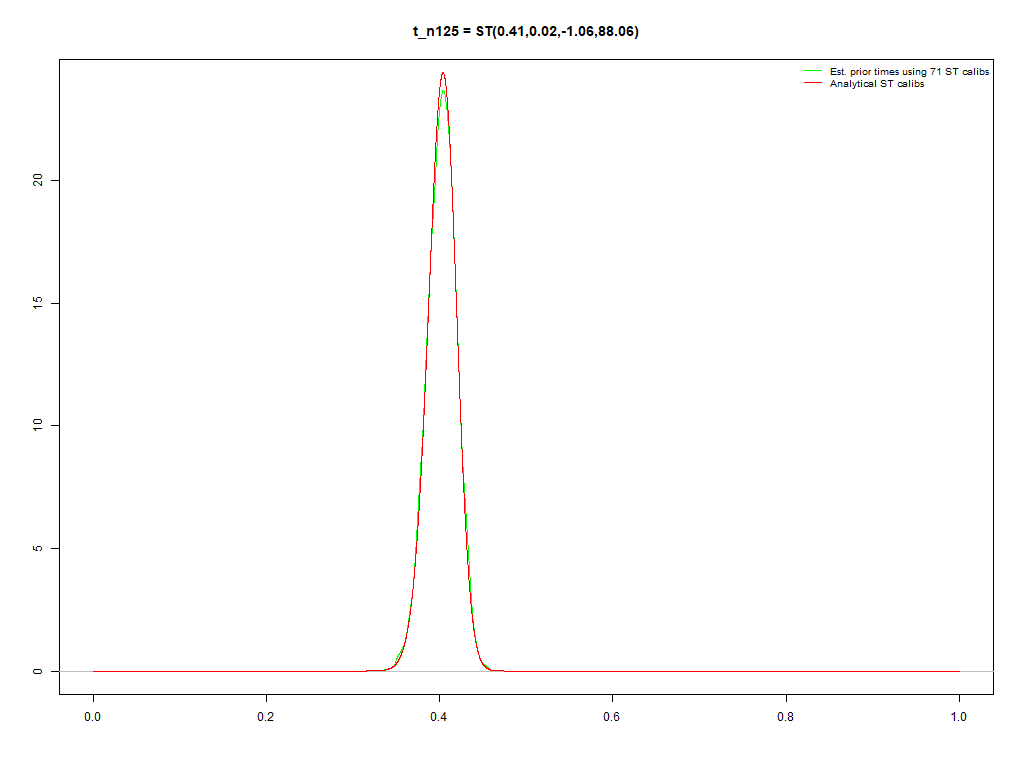 t_n125 = ST(0.41,0.02,-1.06,88.06)
Est. prior times using 71 ST calibs
Analytical ST calibs
20
15
10
5
0
0.0 0.2 0.4 0.6 0.8 1.0